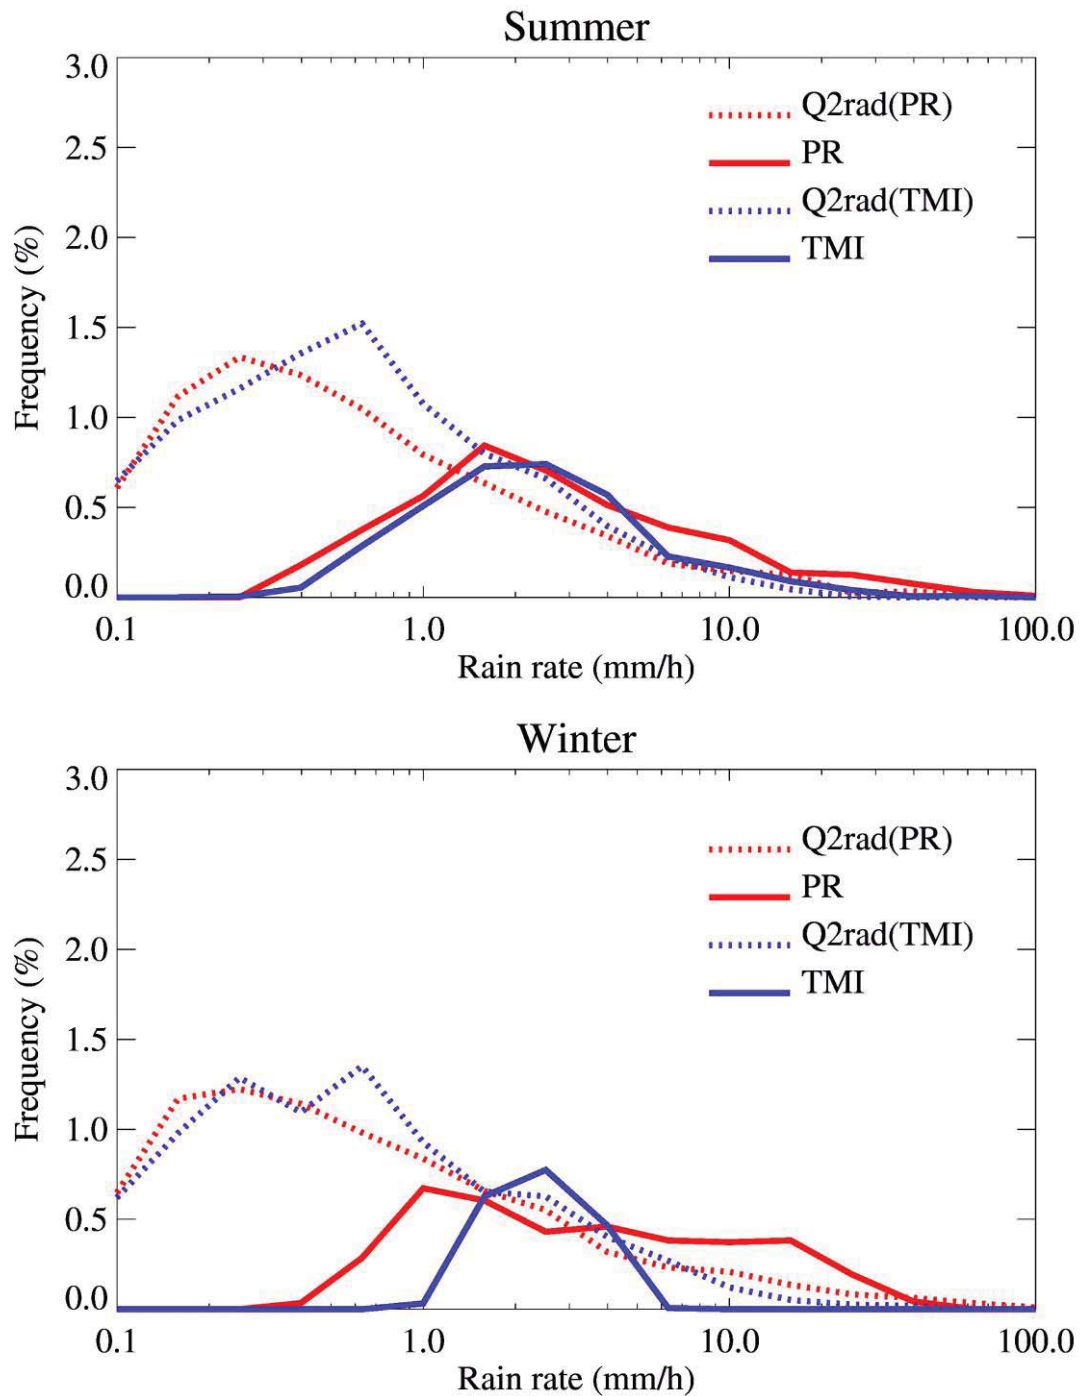 Summer
3.0
2.5
2.0
1.5
1.0
0.5
0.0
Frequency (%)
Q2rad(PR)
PR
Q2rad(TMI)
TMI
0.1 1.0 10.0 100.0
Rain rate (mm/h)
Winter
3.0
2.5
2.0
1.5
1.0
0.5
0.0
Frequency (%)
Q2rad(PR)
PR
Q2rad(TMI)
TMI
0.1 1.0 10.0 100.0
Rain rate (mm/h)